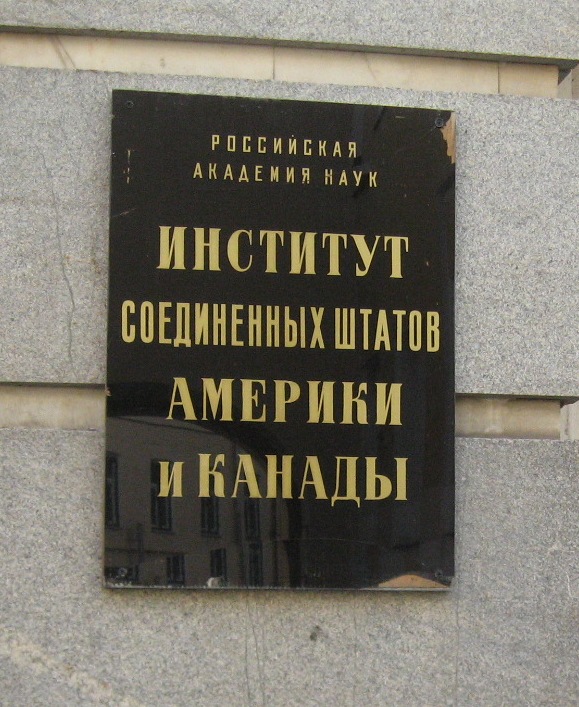 РОССИЙСКАЯ
АКАДЕМИЯ НАУК
ИНСТИТУТ
СОЕДИНЕННЫХ ШТАТОВ
АМЕРИКИ
и КАНАДЫ